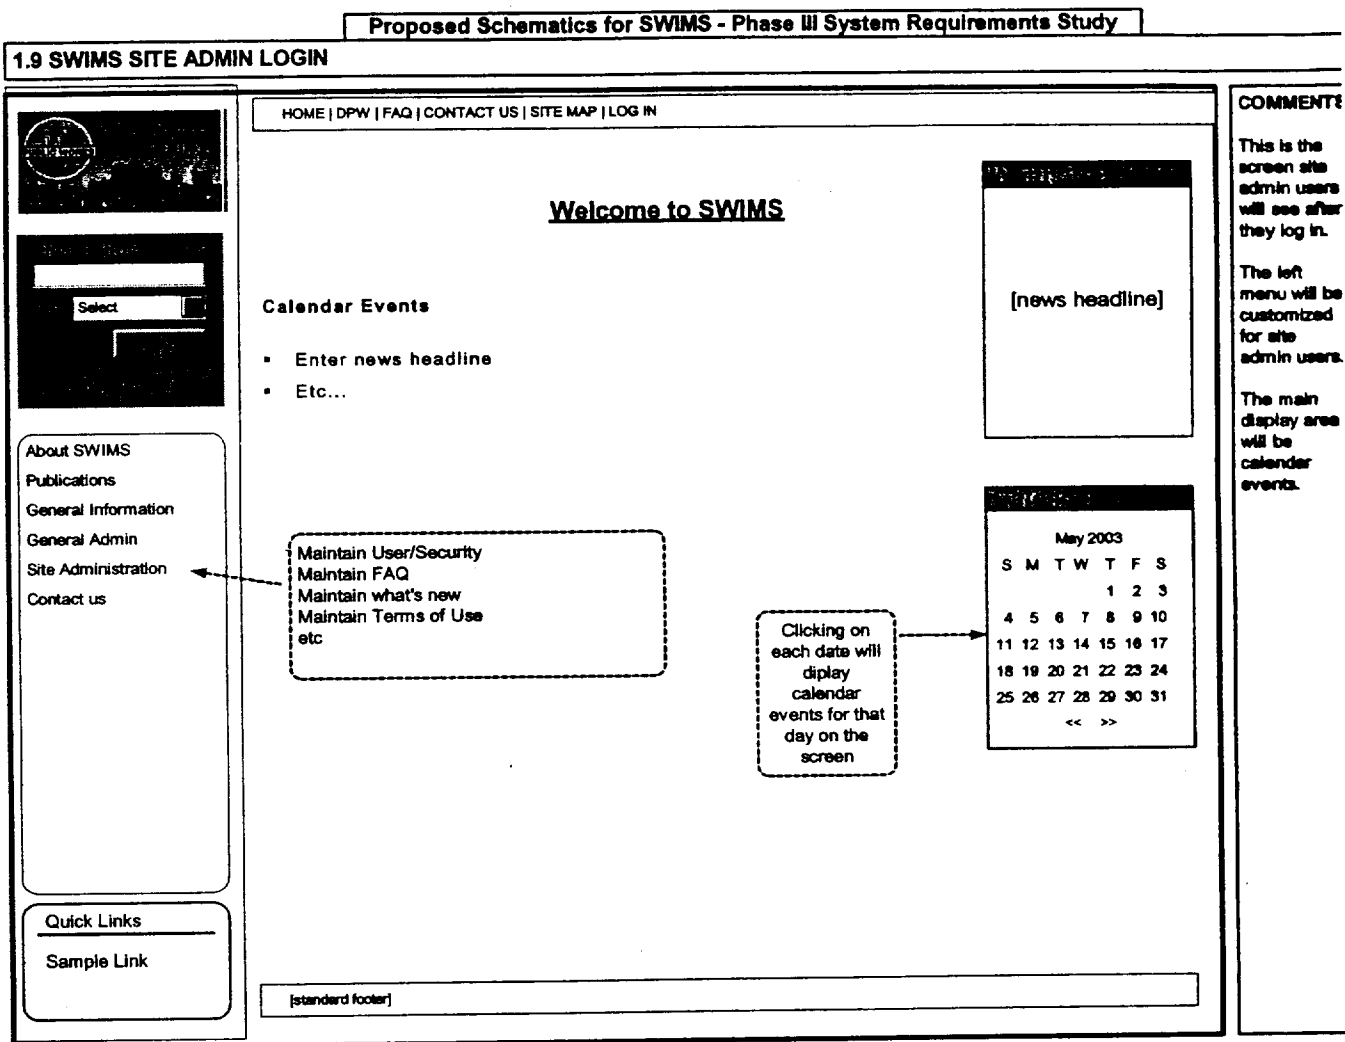 Proposed Schematics for SWIMS - Phase III System Requirements Study
1.9 SWIMS SITE ADMIN LOGIN
HOME | DPW | FAQ | CONTACT US | SITE MAP | LOG IN
Welcome to SWIMS
Select
Calendar Events
▪ Enter news headline
▪ Etc...
[news headline]
About SWIMS
Publications
General Information
General Admin
Site Administration
Contact us
Maintain User/Security
Maintain FAQ
Maintain what's new
Maintain Terms of Use
etc
Clicking on
each date will
diplay
calendar
events for that
day on the
screen
May 2003
S M T W T F S
1 2 3
4 5 6 7 8 9 10
11 12 13 14 15 16 17
18 19 20 21 22 23 24
25 26 27 28 29 30 31
<< >>
Quick Links
Sample Link
[standard footer]
COMMENTS
This is the
screen site
admin users
will see after
they log in.
The left
menu will be
customized
for site
admin users.
The main
display area
will be
calendar
events.